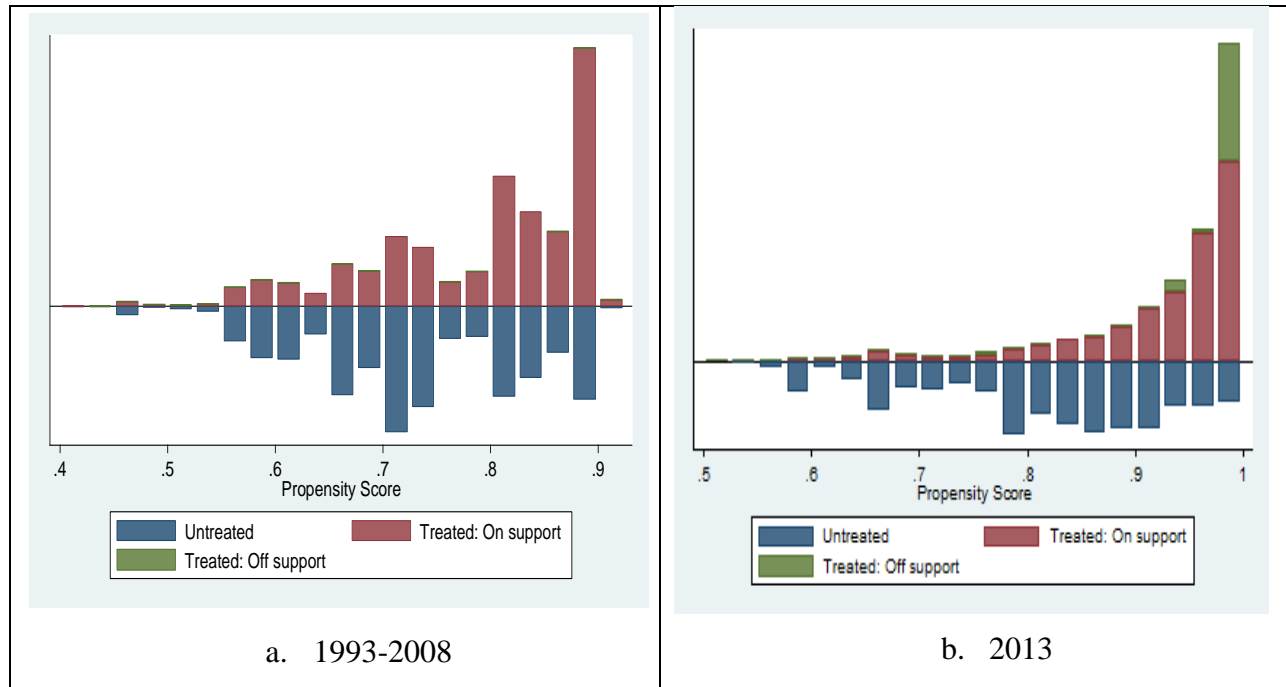 .4 .5 .6 .7 .8 .9
Propensity Score
Untreated Treated: On support
Treated: Off support
a. 1993-2008
.5 .6 .7 .8 .9 1
Propensity Score
Untreated Treated: On support
Treated: Off support
b. 2013